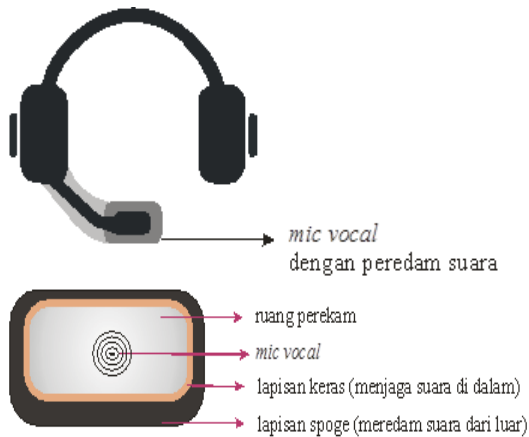 mic vocal
dengan peredam suara
ruang perekam
mic vocal
lapisan keras (menjaga suara di dalam)
lapisan spoge (meredam suara dari luar)